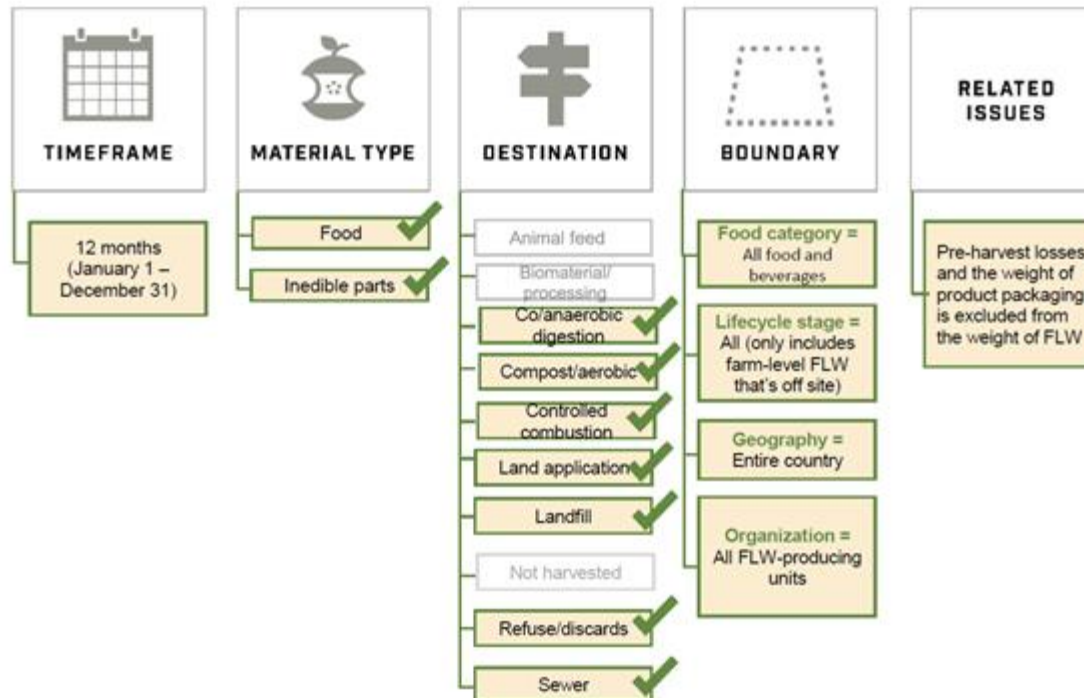 TIMEFRAME
12 months
(January 1 –
December 31)
MATERIAL TYPE
Food
Inedible parts
DESTINATION
Animal feed
Biomaterial/
processing
Co/anaerobic
digestion
Compost/aerobic
Controlled
combustion
Land application
Landfill
Not harvested
Refuse/discards
Sewer
BOUNDARY
Food category =
All food and
beverages
Lifecycle stage =
All (only includes
farm-level FLW
that's off site)
Geography =
Entire country
Organization =
All FLW-producing
units
RELATED
ISSUES
Pre-harvest losses
and the weight of
product packaging
is excluded from
the weight of FLW